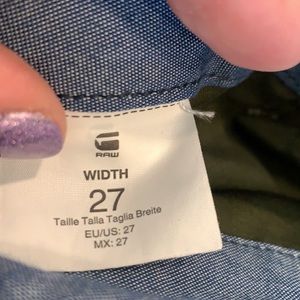 RAW
WIDTH
27
Taille Talla Taglia Breite
EU/US: 27
MX: 27